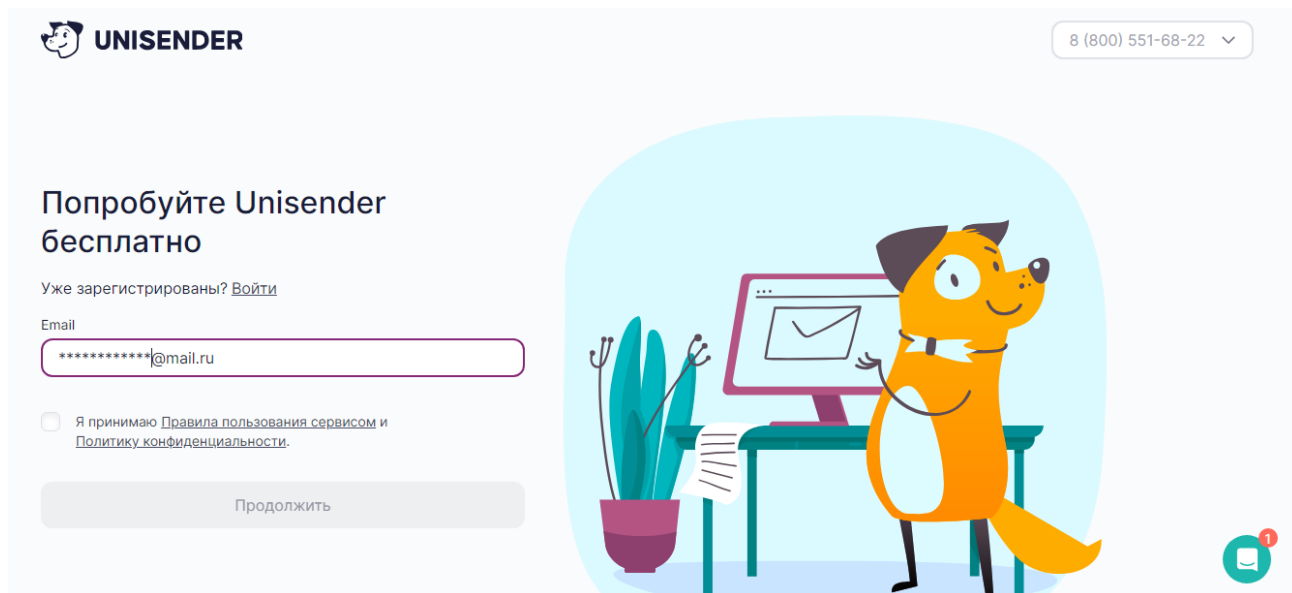 UNISENDER
8 (800) 551-68-22
Попробуйте Unisender
бесплатно
Уже зарегистрированы? Войти
Email
************@mail.ru
Я принимаю Правила пользования сервисом и
Политику конфиденциальности.
Продолжить
1